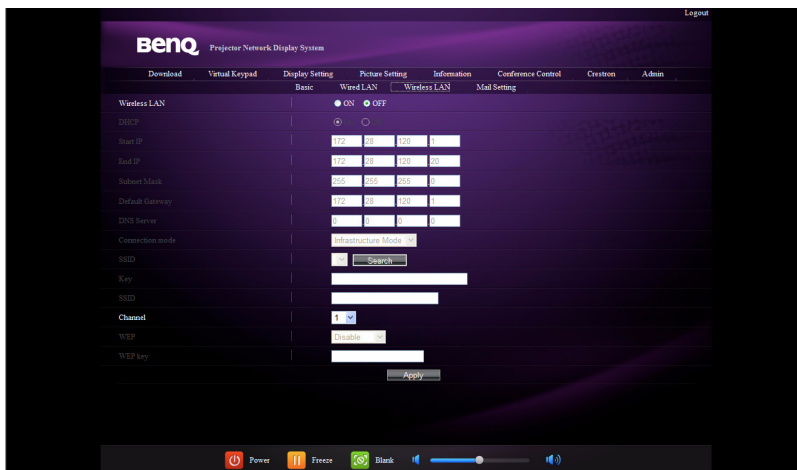 Logout
BenQ Projector Network Display System
Download Virtual Keypad Display Setting Picture Setting Information Conference Control Crestron Admin
Basic Wired LAN Wireless LAN Mail Setting
Wireless LAN ON OFF
DHCP
Start IP 172 28 120 1
End IP 172 28 120 20
Subnet Mask 255 255 255 0
Default Gateway 172 28 120 1
DNS Server 0 0 0 0
Connection mode Infrastructure Mode
SSID Search
Key
SSID
Channel 1
WEP Disable
WEP key
Apply
Power Freeze Blank